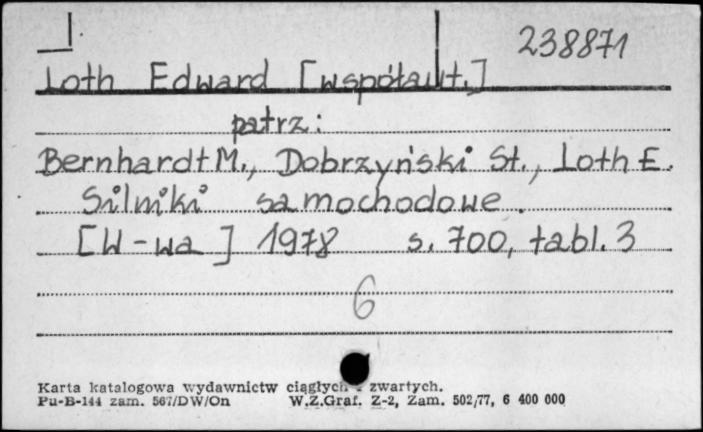 238871
Loth Edward [współaut.]
patrz:
Bernhardt M., Dobrzyński St., Loth E.
Silniki samochodowe.
[W-wa] 1978 s. 700, tabl. 3
6
Karta katalogowa wydawnictw ciągłych i zwartych.
Pu-B-144 zam. 567/DW/On W.Z.Graf. Z-2, Zam. 502/77, 6 400 000